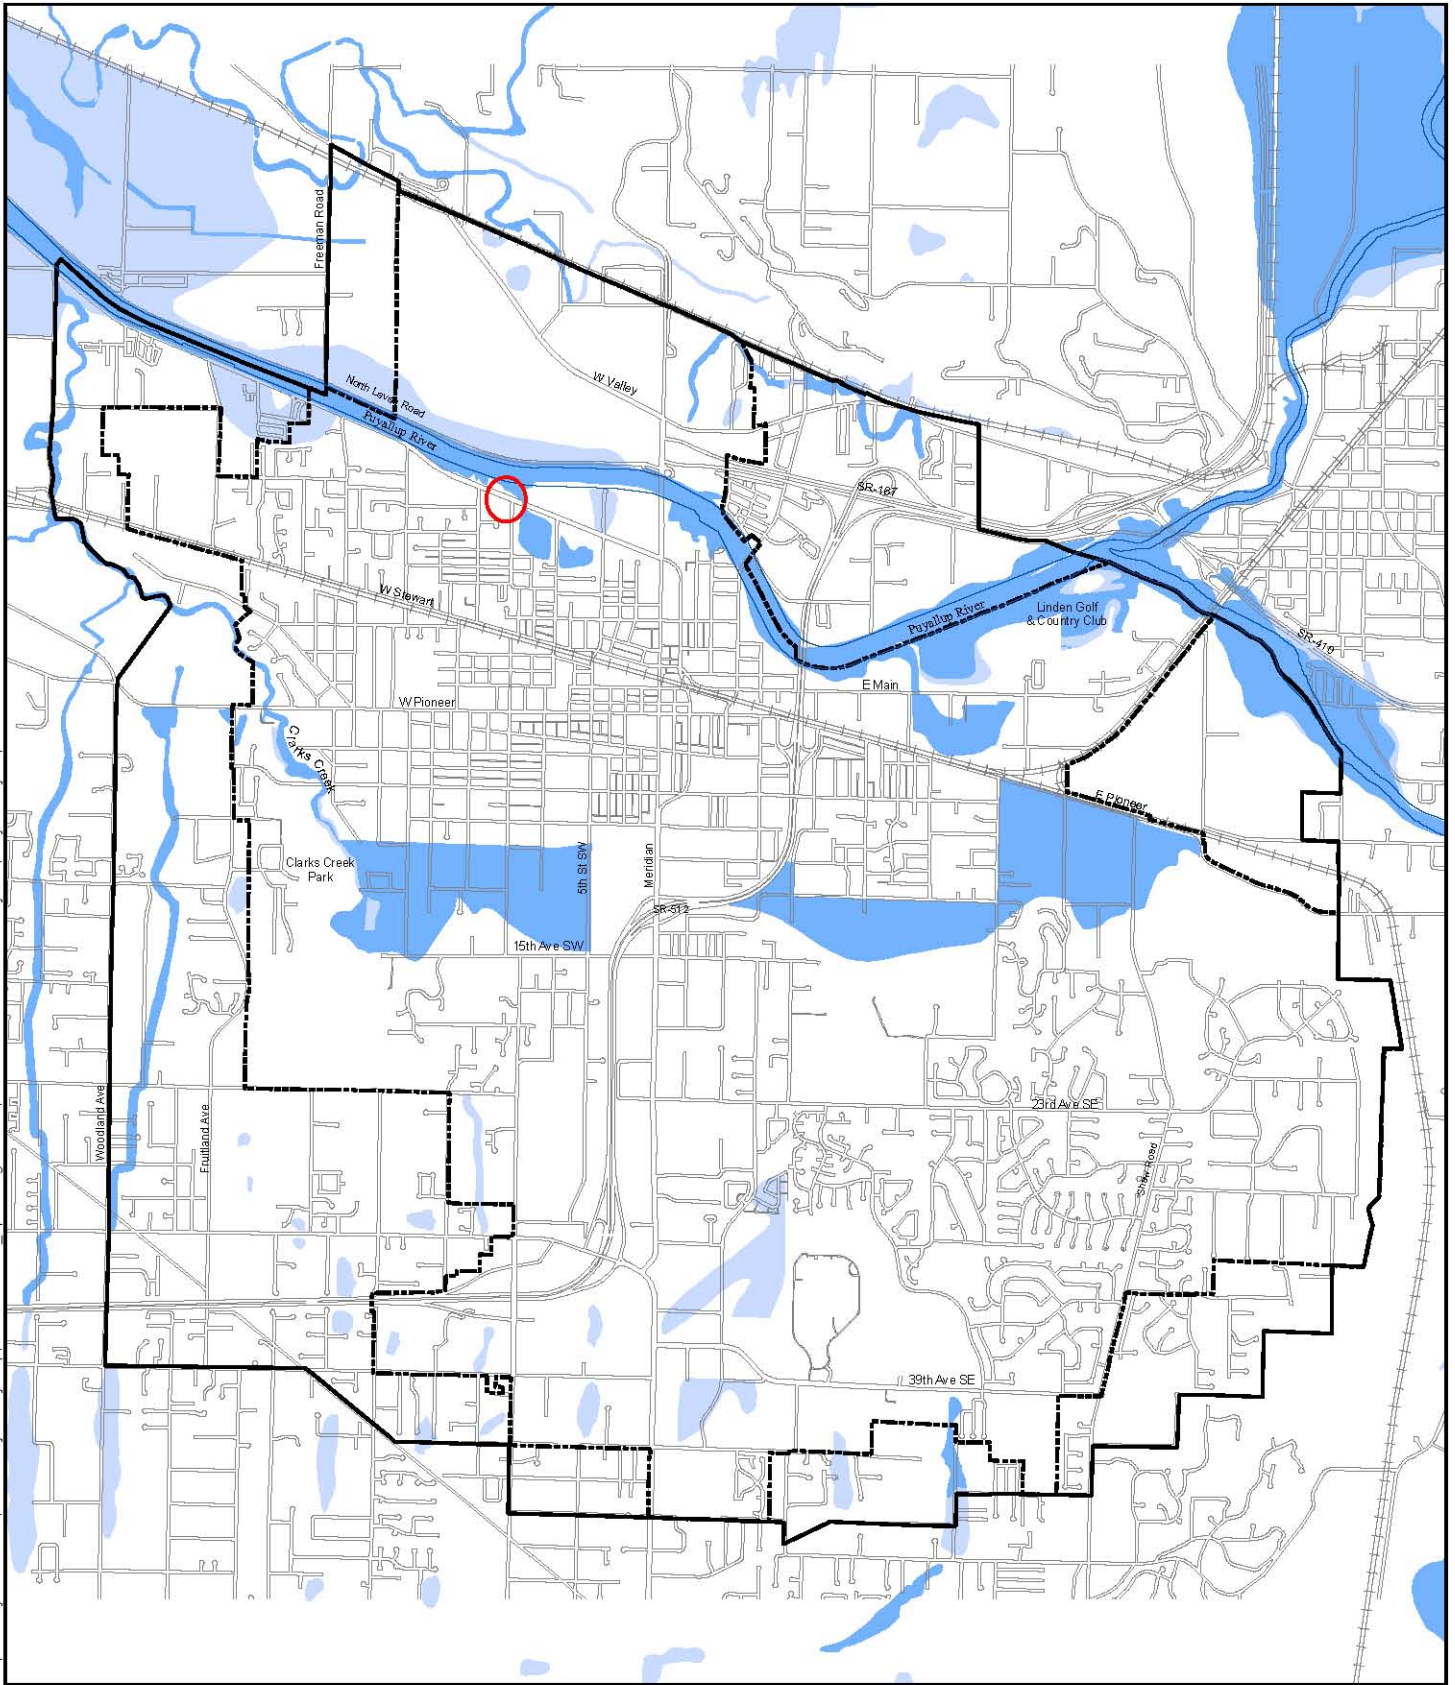 Freeman Road
North Levee Road
Puyallup River
W Valley
SR-167
W Stewart
Puyallup River
Linden Golf
& Country Club
SR-410
E Main
W Pioneer
Clarks Creek
E Pioneer
Clarks Creek
Park
5th St SW
Meridian
SR-512
15th Ave SW
Woodland Ave
Fruitland Ave
23rd Ave SE
Shaw Road
39th Ave SE